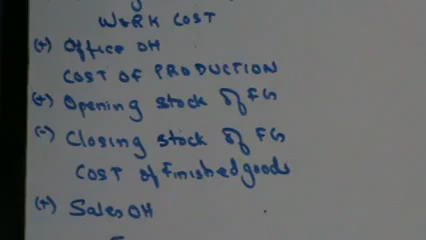 WORK COST
(+) Office OH
COST OF PRODUCTION
(+) Opening stock of FG
(-) Closing stock of FG
COST of Finished goods
(+) Sales OH